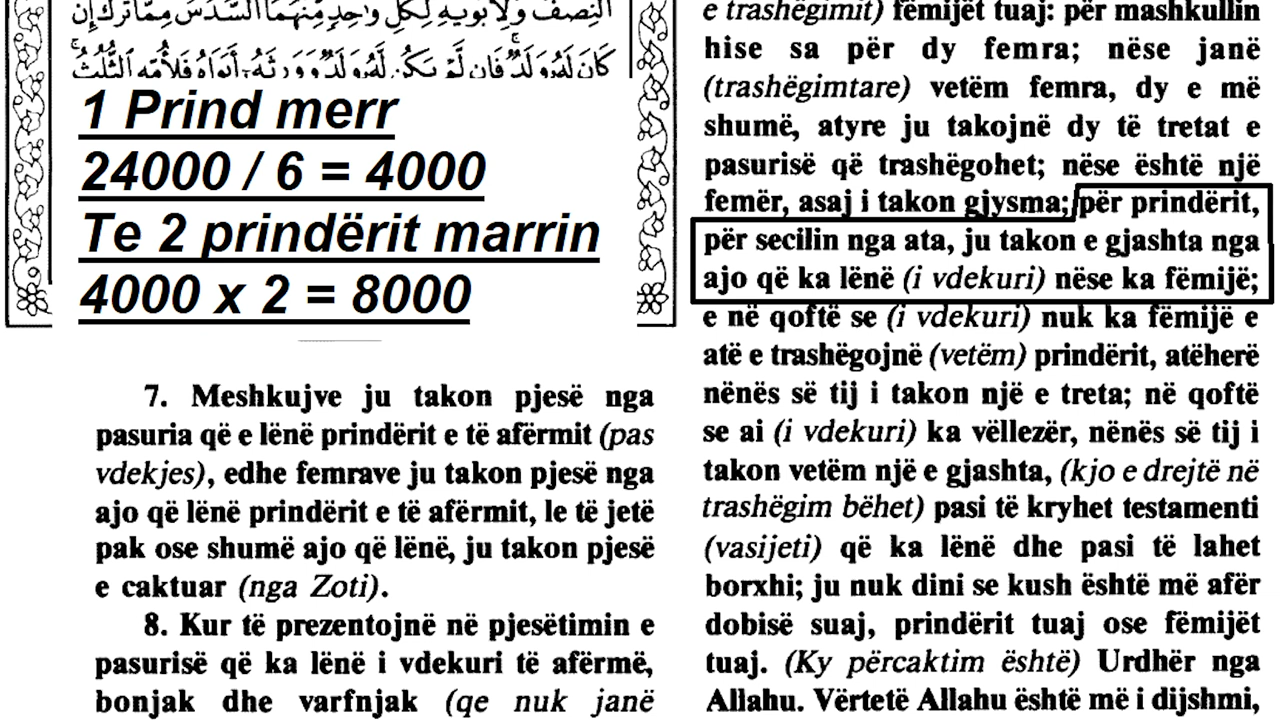 النِّصْفُ وَلِأَبَوَيْهِ لِكُلِّ وَاحِدٍ مِّنْهُمَا السُّدُسُ مِمَّا تَرَكَ إِن
كَانَ لَهُ وَلَدٌ فَإِن لَّمْ يَكُن لَّهُ وَلَدٌ وَوَرِثَهُ أَبَوَاهُ فَلِأُمِّهِ الثُّلُثُ
1 Prind merr
24000 / 6 = 4000
Te 2 prindërit marrin
4000 x 2 = 8000
7. Meshkujve ju takon pjesë nga
pasuria që e lënë prindërit e të afërmit (pas
vdekjes), edhe femrave ju takon pjesë nga
ajo që lënë prindërit e të afërmit, le të jetë
pak ose shumë ajo që lënë, ju takon pjesë
e caktuar (nga Zoti).
8. Kur të prezentojnë në pjesëtimin e
pasurisë që ka lënë i vdekuri të afërmë,
bonjak dhe varfnjak (qe nuk janë
e trashëgimit) fëmijët tuaj: për mashkullin
hise sa për dy femra; nëse janë
(trashëgimtare) vetëm femra, dy e më
shumë, atyre ju takojnë dy të tretat e
pasurisë që trashëgohet; nëse është një
femër, asaj i takon gjysma; për prindërit,
për secilin nga ata, ju takon e gjashta nga
ajo që ka lënë (i vdekuri) nëse ka fëmijë;
e në qoftë se (i vdekuri) nuk ka fëmijë e
atë e trashëgojnë (vetëm) prindërit, atëherë
nënës së tij i takon një e treta; në qoftë
se ai (i vdekuri) ka vëllezër, nënës së tij i
takon vetëm një e gjashta, (kjo e drejtë në
trashëgim bëhet) pasi të kryhet testamenti
(vasijeti) që ka lënë dhe pasi të lahet
borxhi; ju nuk dini se kush është më afër
dobisë suaj, prindërit tuaj ose fëmijët
tuaj. (Ky përcaktim është) Urdhër nga
Allahu. Vërtetë Allahu është më i dijshmi,